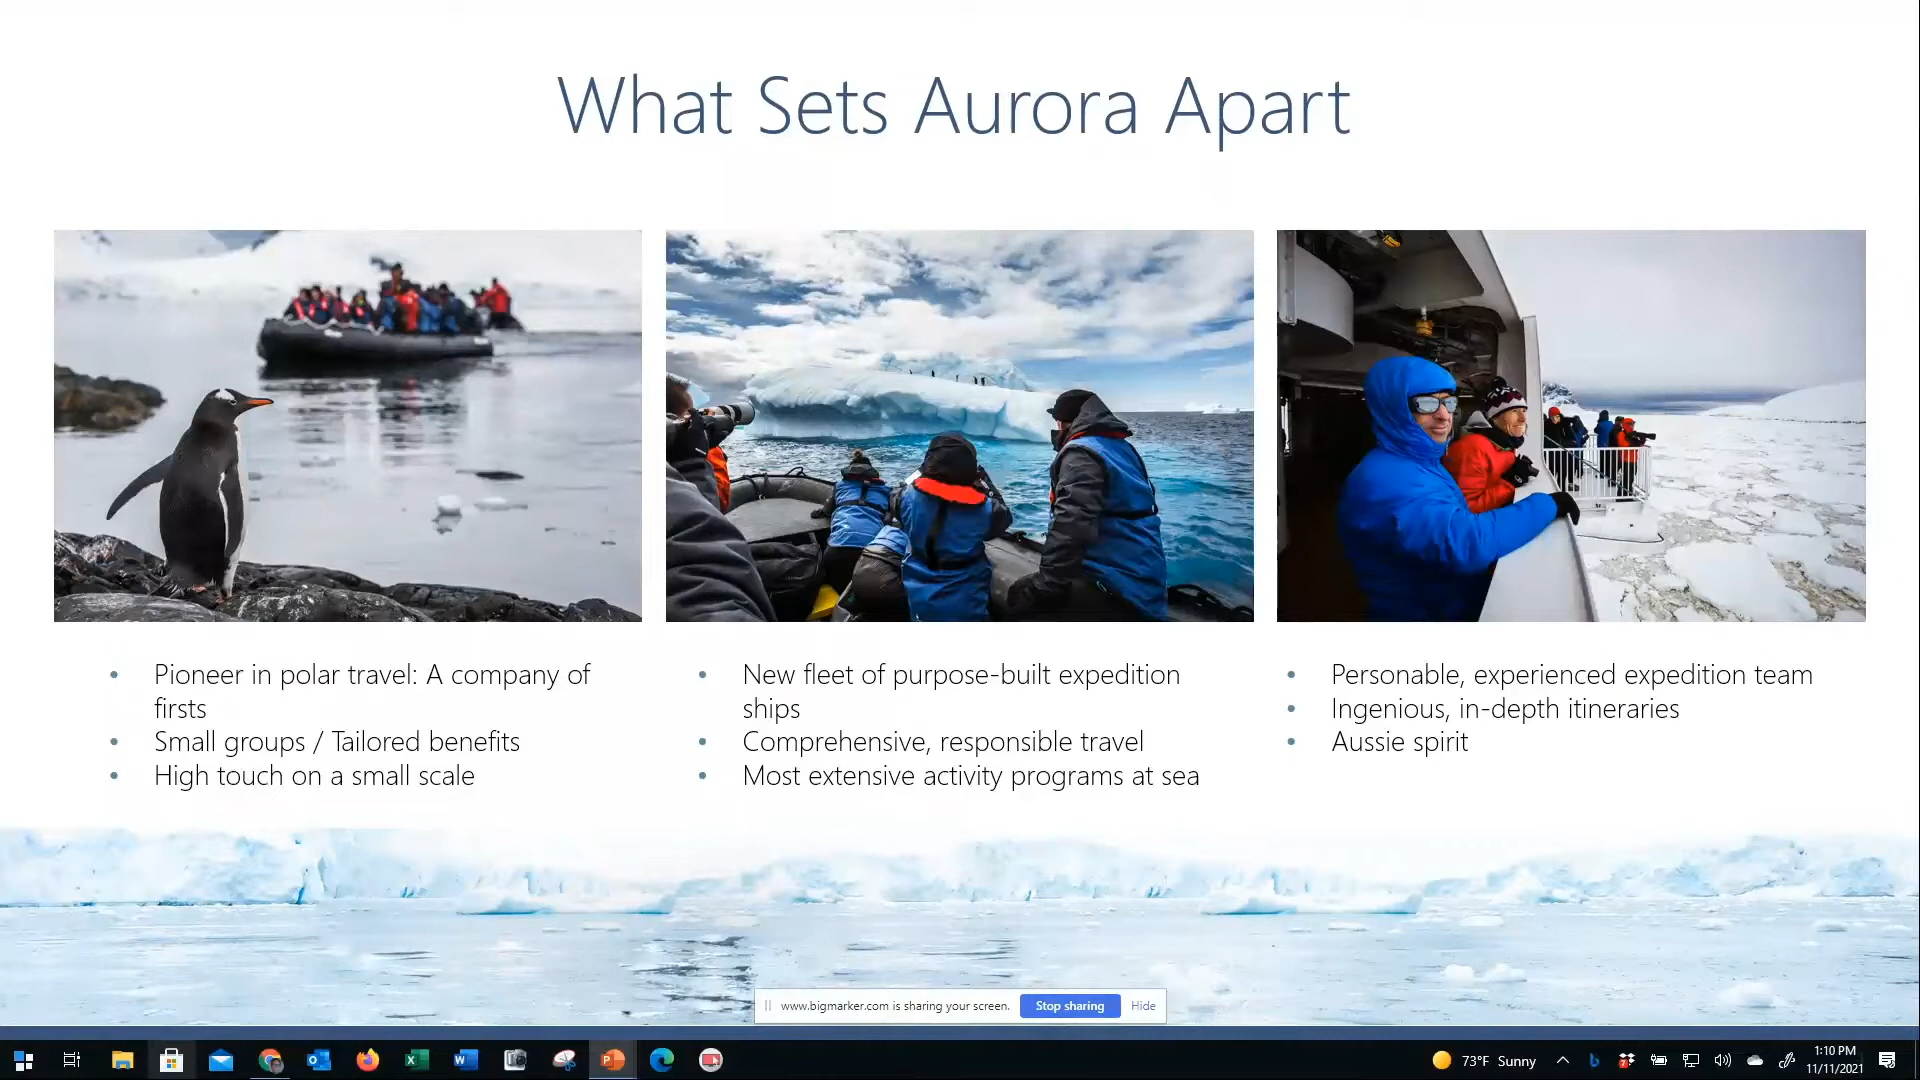 What Sets Aurora Apart
• Pioneer in polar travel: A company of
firsts
• Small groups / Tailored benefits
• High touch on a small scale
• New fleet of purpose-built expedition
ships
• Comprehensive, responsible travel
• Most extensive activity programs at sea
• Personable, experienced expedition team
• Ingenious, in-depth itineraries
• Aussie spirit
www.bigmarker.com is sharing your screen. Stop sharing Hide
73°F Sunny
1:10 PM
11/11/2021